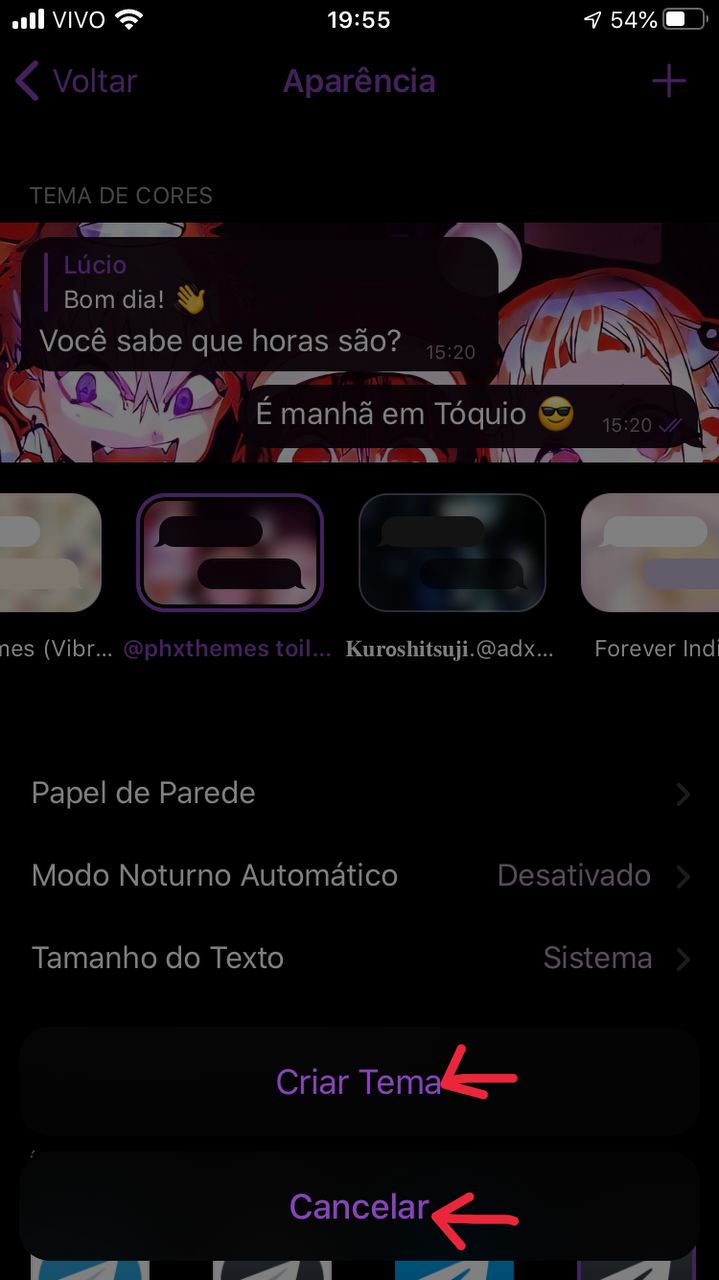 VIVO 19:55 54%
Voltar Aparência
TEMA DE CORES
Lúcio
Bom dia! 👋
Você sabe que horas são? 15:20
É manhã em Tóquio 😎 15:20
mes (Vibr... @phxthemes toil... 𝐊𝐮𝐫𝐨𝐬𝐡𝐢𝐭𝐬𝐮𝐣𝐢.@adx... Forever Indi
Papel de Parede
Modo Noturno Automático Desativado
Tamanho do Texto Sistema
Criar Tema
Cancelar